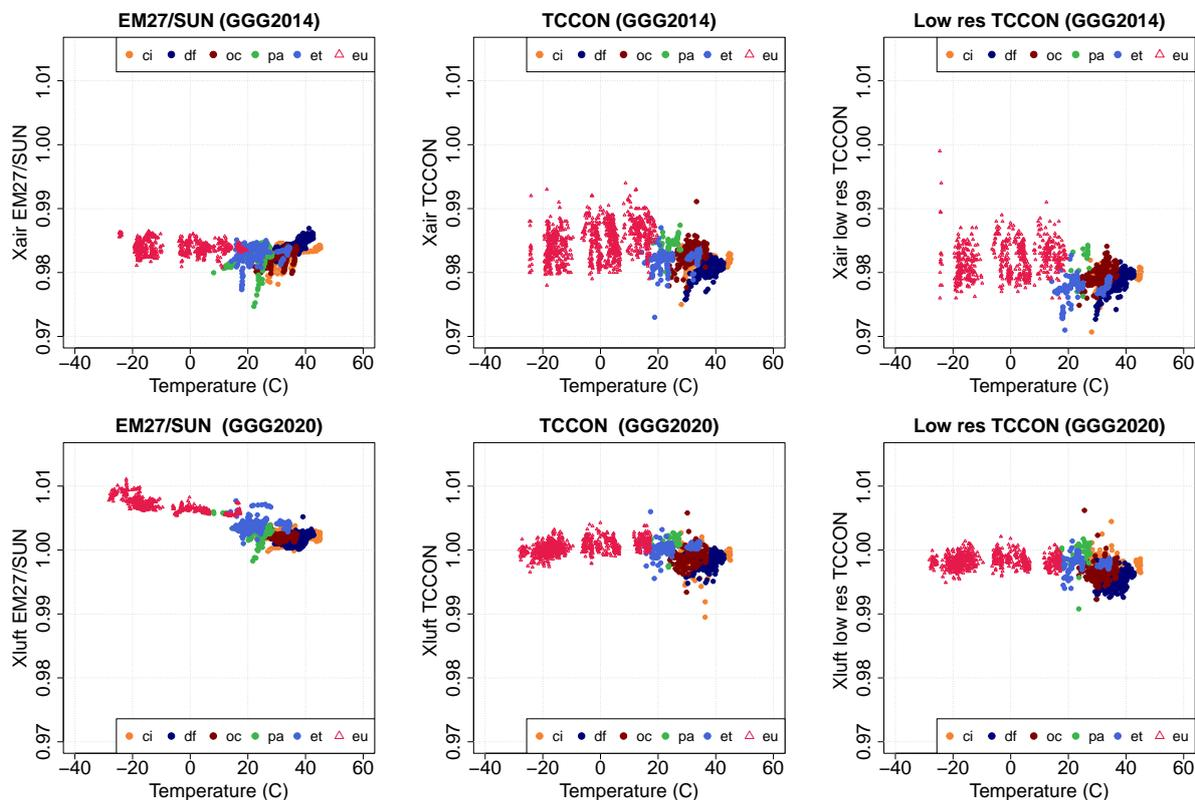 EM27/SUN (GGG2014)
TCCON (GGG2014)
Low res TCCON (GGG2014)
ci df oc pa et eu
ci df oc pa et eu
ci df oc pa et eu
Xair EM27/SUN
0.97 0.98 0.99 1.00 1.01
Xair TCCON
0.97 0.98 0.99 1.00 1.01
Xair low res TCCON
0.97 0.98 0.99 1.00 1.01
−40 −20 0 20 40 60
−40 −20 0 20 40 60
−40 −20 0 20 40 60
Temperature (C)
Temperature (C)
Temperature (C)
EM27/SUN (GGG2020)
TCCON (GGG2020)
Low res TCCON (GGG2020)
Xluft EM27/SUN
0.97 0.98 0.99 1.00 1.01
Xluft TCCON
0.97 0.98 0.99 1.00 1.01
Xluft low res TCCON
0.97 0.98 0.99 1.00 1.01
ci df oc pa et eu
ci df oc pa et eu
ci df oc pa et eu
−40 −20 0 20 40 60
−40 −20 0 20 40 60
−40 −20 0 20 40 60
Temperature (C)
Temperature (C)
Temperature (C)